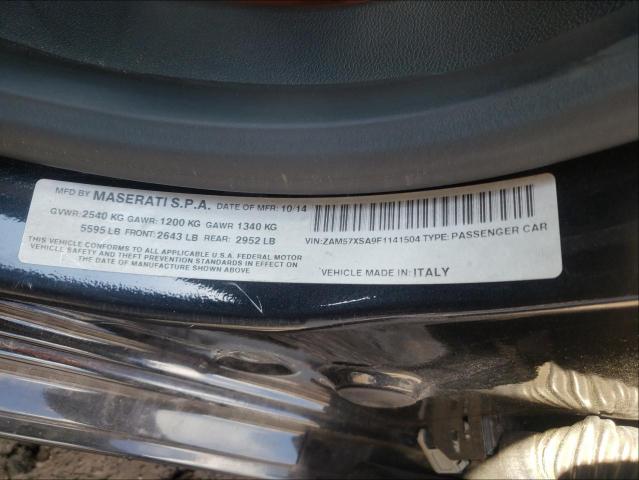 MFD BY MASERATI S.P.A. DATE OF MFR: 10/14
GVWR: 2540 KG GAWR: 1200 KG GAWR 1340 KG
5595 LB FRONT: 2643 LB REAR: 2952 LB
THIS CAR CONFORMS TO ALL APPLICABLE U.S.A. FEDERAL MOTOR
VEHICLE SAFETY AND THEFT PREVENTION STANDARDS IN EFFECT
ON THE DATE OF MANUFACTURE SHOWN ABOVE.
VIN:ZAM57XSA9F1141504 TYPE: PASSENGER CAR
VEHICLE MADE IN: ITALY